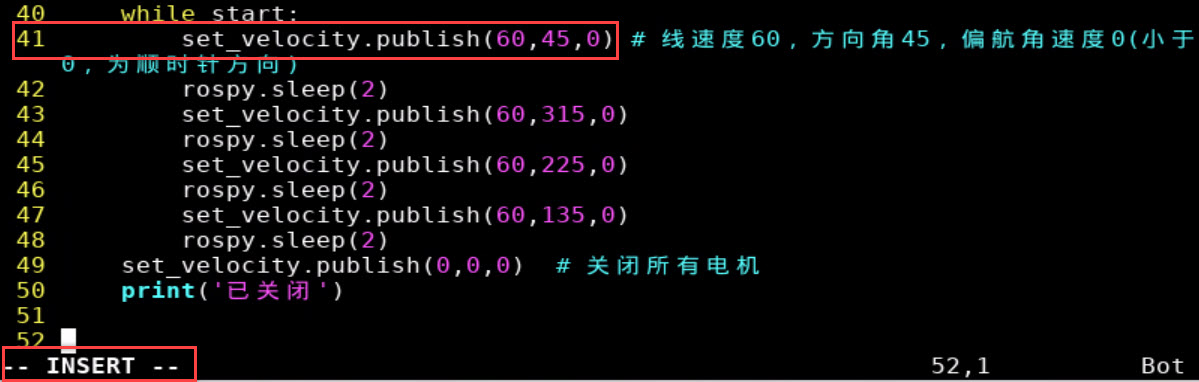 40     while start:
41         set_velocity.publish(60,45,0) # 线速度60，方向角45，偏航角速度0(小于
0，为顺时针方向)
42         rospy.sleep(2)
43         set_velocity.publish(60,315,0)
44         rospy.sleep(2)
45         set_velocity.publish(60,225,0)
46         rospy.sleep(2)
47         set_velocity.publish(60,135,0)
48         rospy.sleep(2)
49     set_velocity.publish(0,0,0)  # 关闭所有电机
50     print('已关闭')
51
52
-- INSERT -- 52,1 Bot